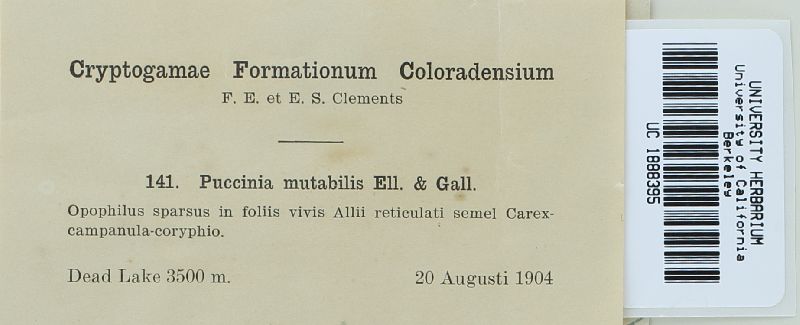 Cryptogamae Formationum Coloradensium
F. E. et E. S. Clements
141. Puccinia mutabilis Ell. & Gall.
Opophilus sparsus in foliis vivis Allii reticulati semel Carex-
campanula-coryphio.
Dead Lake 3500 m. 20 Augusti 1904
UNIVERSITY HERBARIUM
University of California
Berkeley
UC 1888395